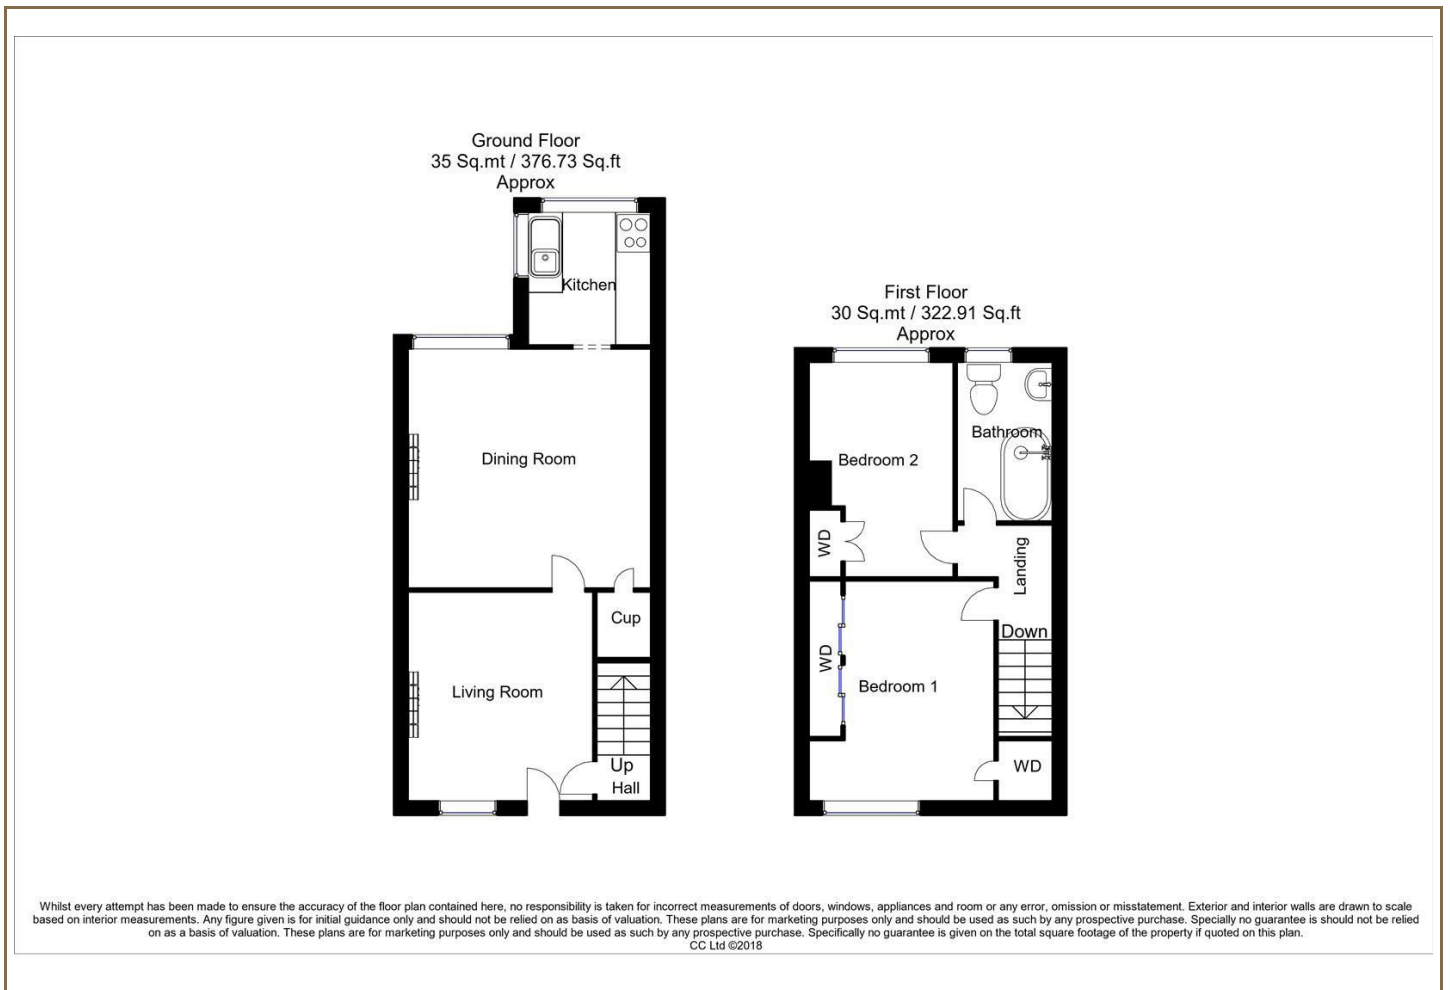 Ground Floor
35 Sq.mt / 376.73 Sq.ft
Approx
Kitchen
Dining Room
Cup
Living Room
Up
Hall
First Floor
30 Sq.mt / 322.91 Sq.ft
Approx
Bathroom
Bedroom 2
WD
Landing
Down
WD
Bedroom 1
WD
Whilst every attempt has been made to ensure the accuracy of the floor plan contained here, no responsibility is taken for incorrect measurements of doors, windows, appliances and room or any error, omission or misstatement. Exterior and interior walls are drawn to scale
based on interior measurements. Any figure given is for initial guidance only and should not be relied on as basis of valuation. These plans are for marketing purposes only and should be used as such by any prospective purchase. Specially no guarantee is should not be relied
on as a basis of valuation. These plans are for marketing purposes only and should be used as such by any prospective purchase. Specifically no guarantee is given on the total square footage of the property if quoted on this plan.
CC Ltd ©2018